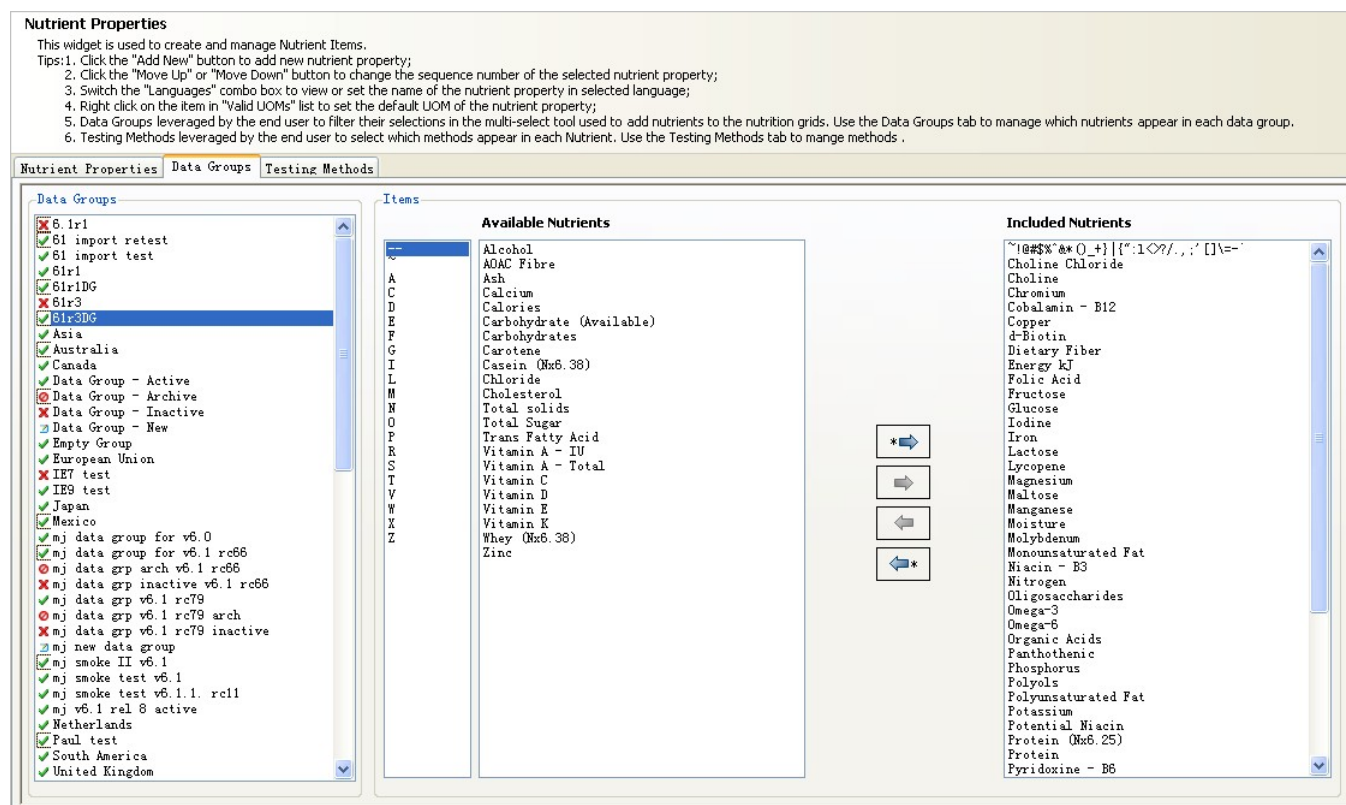 Nutrient Properties
This widget is used to create and manage Nutrient Items.
Tips:1. Click the "Add New" button to add new nutrient property;
2. Click the "Move Up" or "Move Down" button to change the sequence number of the selected nutrient property;
3. Switch the "Languages" combo box to view or set the name of the nutrient property in selected language;
4. Right click on the item in "Valid UOMs" list to set the default UOM of the nutrient property;
5. Data Groups leveraged by the end user to filter their selections in the multi-select tool used to add nutrients to the nutrition grids. Use the Data Groups tab to manage which nutrients appear in each data group.
6. Testing Methods leveraged by the end user to select which methods appear in each Nutrient. Use the Testing Methods tab to mange methods .
Nutrient Properties Data Groups Testing Methods
Data Groups
6.1r1
61 import retest
61 import test
61r1
61r1DG
61r3
61r3DG
Asia
Australia
Canada
Data Group - Active
Data Group - Archive
Data Group - Inactive
Data Group - New
Empty Group
European Union
IE7 test
IE9 test
Japan
Mexico
mj data group for v6.0
mj data group for v6.1 rc66
mj data grp arch v6.1 rc66
mj data grp inactive v6.1 rc66
mj data grp v6.1 rc79
mj data grp v6.1 rc79 arch
mj data grp v6.1 rc79 inactive
mj new data group
mj smoke II v6.1
mj smoke test v6.1
mj smoke test v6.1.1. rc11
mj v6.1 rel 8 active
Netherlands
Paul test
South America
United Kingdom
Items
--
~
A
C
D
E
F
G
I
L
M
N
O
P
R
S
T
V
W
X
Z
Available Nutrients
Alcohol
AOAC Fibre
Ash
Calcium
Calories
Carbohydrate (Available)
Carbohydrates
Carotene
Casein (Nx6.38)
Chloride
Cholesterol
Total solids
Total Sugar
Trans Fatty Acid
Vitamin A - IU
Vitamin A - Total
Vitamin C
Vitamin D
Vitamin E
Vitamin K
Whey (Nx6.38)
Zinc
*
*
Included Nutrients
~!@#$%^&*()_+}|{":l<>?/.,;'[]\=-`
Choline Chloride
Choline
Chromium
Cobalamin - B12
Copper
d-Biotin
Dietary Fiber
Energy kJ
Folic Acid
Fructose
Glucose
Iodine
Iron
Lactose
Lycopene
Magnesium
Maltose
Manganese
Moisture
Molybdenum
Monounsaturated Fat
Niacin - B3
Nitrogen
Oligosaccharides
Omega-3
Omega-6
Organic Acids
Panthothenic
Phosphorus
Polyols
Polyunsaturated Fat
Potassium
Potential Niacin
Protein (Nx6.25)
Protein
Pyridoxine - B6